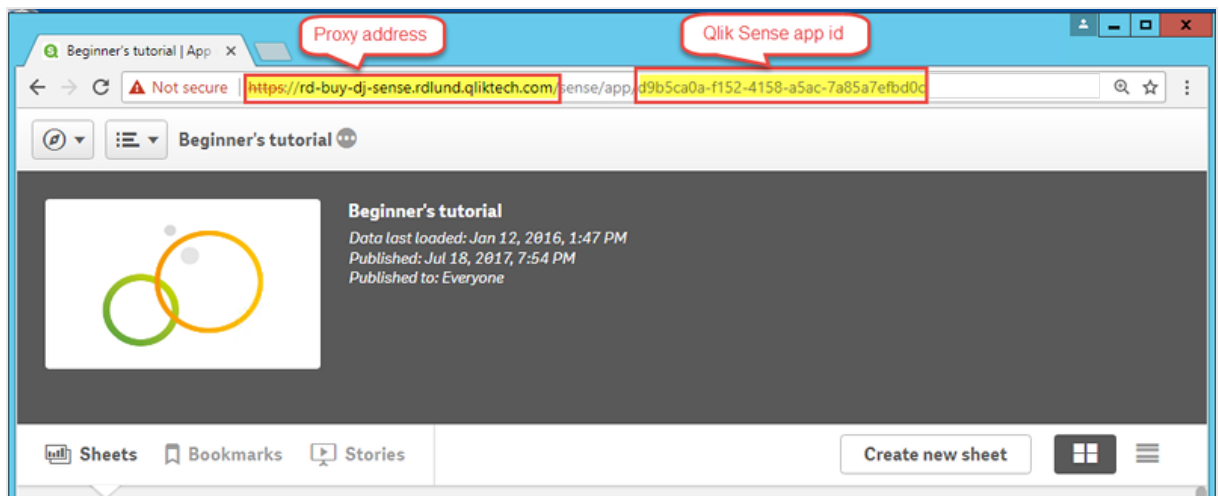 Proxy address
Qlik Sense app id
Beginner's tutorial | App
Not secure | https://rd-buy-dj-sense.rdlund.qliktech.com/sense/app/d9b5ca0a-f152-4158-a5ac-7a85a7efbd0c
Beginner's tutorial
Beginner's tutorial
Data last loaded: Jan 12, 2016, 1:47 PM
Published: Jul 18, 2017, 7:54 PM
Published to: Everyone
Sheets Bookmarks Stories Create new sheet